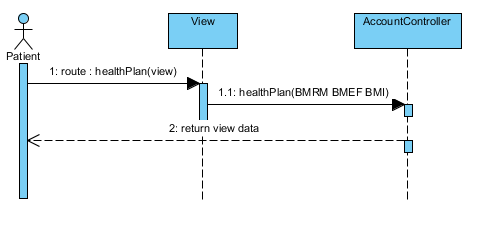 View
AccountController
Patient
1: route : healthPlan(view)
1.1: healthPlan(BMRM BMEF BMI)
2: return view data